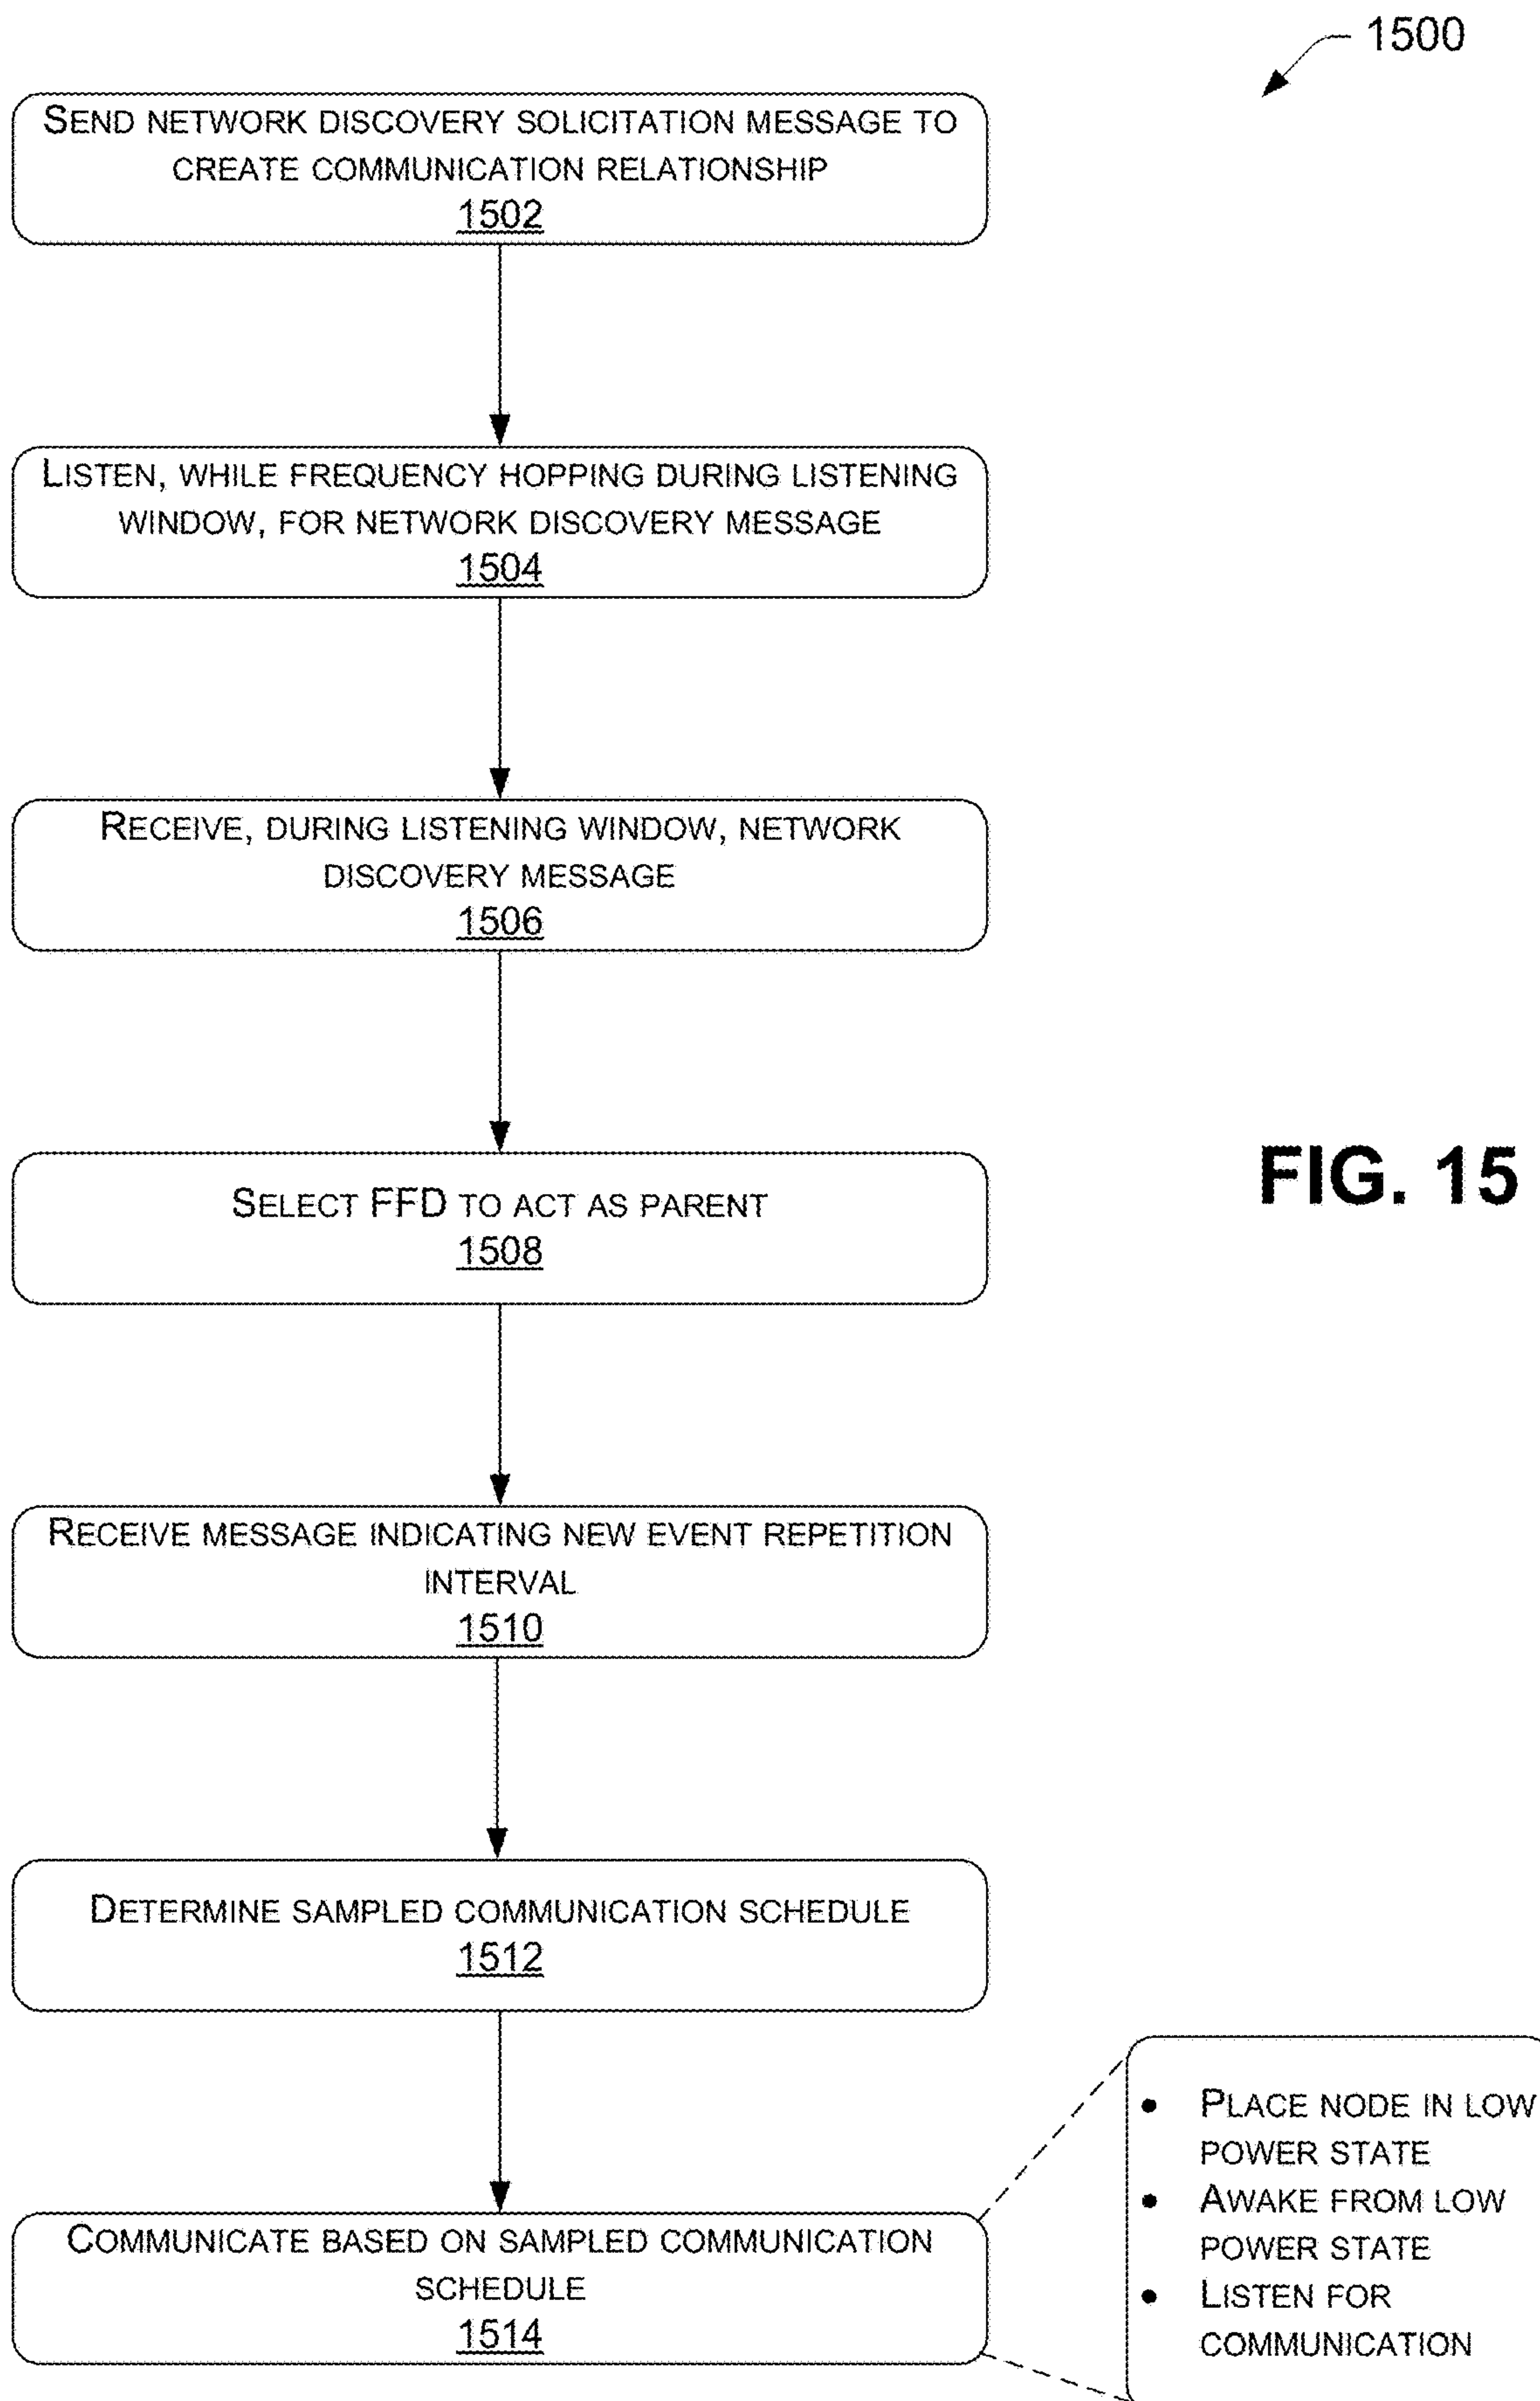 1500
SEND NETWORK DISCOVERY SOLICITATION MESSAGE TO
CREATE COMMUNICATION RELATIONSHIP
1502
LISTEN, WHILE FREQUENCY HOPPING DURING LISTENING
WINDOW, FOR NETWORK DISCOVERY MESSAGE
1504
RECEIVE, DURING LISTENING WINDOW, NETWORK
DISCOVERY MESSAGE
1506
SELECT FFD TO ACT AS PARENT
1508
FIG. 15
RECEIVE MESSAGE INDICATING NEW EVENT REPETITION
INTERVAL
1510
DETERMINE SAMPLED COMMUNICATION SCHEDULE
1512
COMMUNICATE BASED ON SAMPLED COMMUNICATION
SCHEDULE
1514
• PLACE NODE IN LOW
POWER STATE
• AWAKE FROM LOW
POWER STATE
• LISTEN FOR
COMMUNICATION